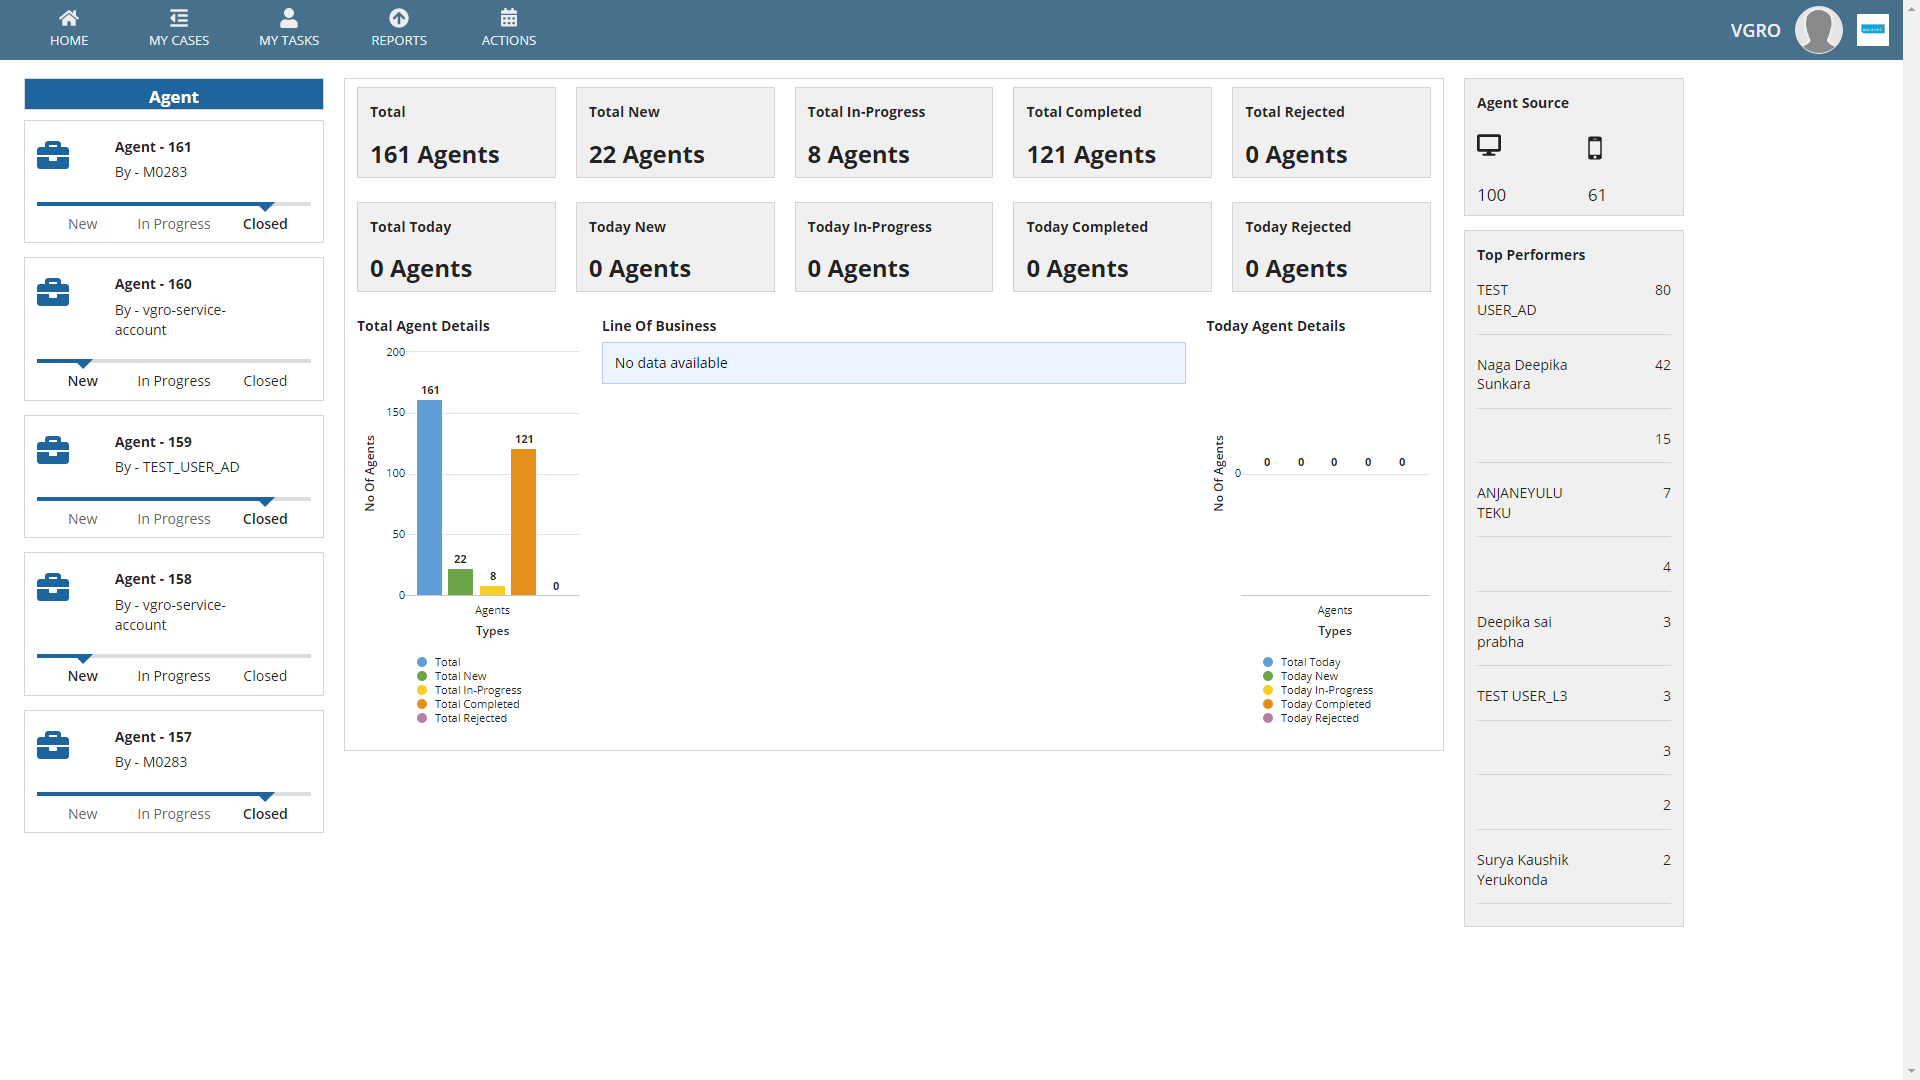 HOME
MY CASES
MY TASKS
REPORTS
ACTIONS
VGRO
Agent
Agent - 161
By - M0283
New
In Progress
Closed
Agent - 160
By - vgro-service-
account
New
In Progress
Closed
Agent - 159
By - TEST_USER_AD
New
In Progress
Closed
Agent - 158
By - vgro-service-
account
New
In Progress
Closed
Agent - 157
By - M0283
New
In Progress
Closed
Total
161 Agents
Total New
22 Agents
Total In-Progress
8 Agents
Total Completed
121 Agents
Total Rejected
0 Agents
Total Today
0 Agents
Today New
0 Agents
Today In-Progress
0 Agents
Today Completed
0 Agents
Today Rejected
0 Agents
Total Agent Details
No Of Agents
200
150
100
50
0
161
22
8
121
0
Agents
Types
Total
Total New
Total In-Progress
Total Completed
Total Rejected
Line Of Business
No data available
Today Agent Details
No Of Agents
0
0 0 0 0 0
Agents
Types
Total Today
Today New
Today In-Progress
Today Completed
Today Rejected
Agent Source
100
61
Top Performers
TEST 80
USER_AD
Naga Deepika 42
Sunkara
15
ANJANEYULU 7
TEKU
4
Deepika sai 3
prabha
TEST USER_L3 3
3
2
Surya Kaushik 2
Yerukonda